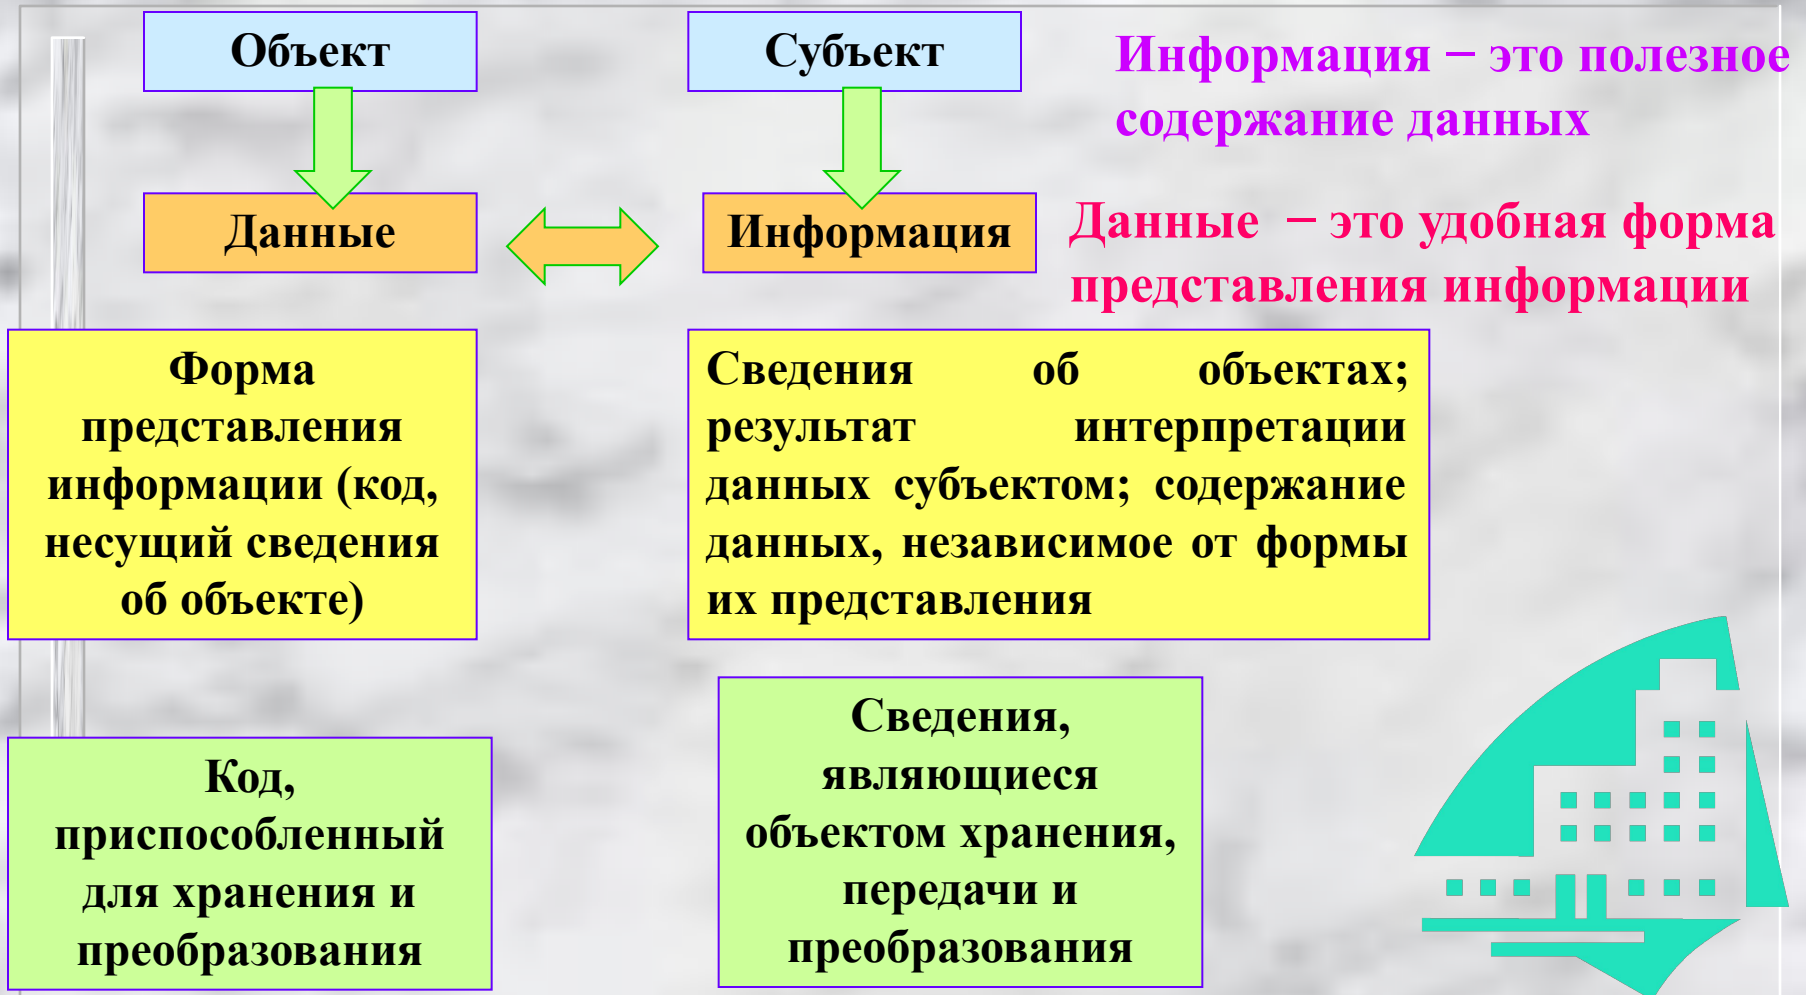 Объект
Субъект
Информация – это полезное
содержание данных
Данные
Информация
Данные – это удобная форма
представления информации
Форма
представления
информации (код,
несущий сведения
об объекте)
Сведения об объектах;
результат интерпретации
данных субъектом; содержание
данных, независимое от формы
их представления
Код,
приспособленный
для хранения и
преобразования
Сведения,
являющиеся
объектом хранения,
передачи и
преобразования